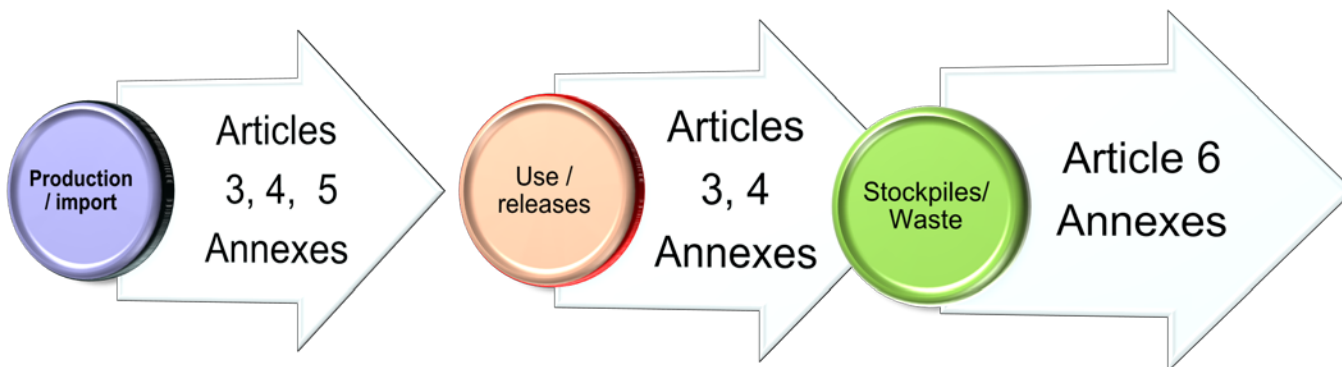 Production
/ import
Articles
3, 4, 5
Annexes
Use /
releases
Articles
3, 4
Annexes
Stockpiles/
Waste
Article 6
Annexes